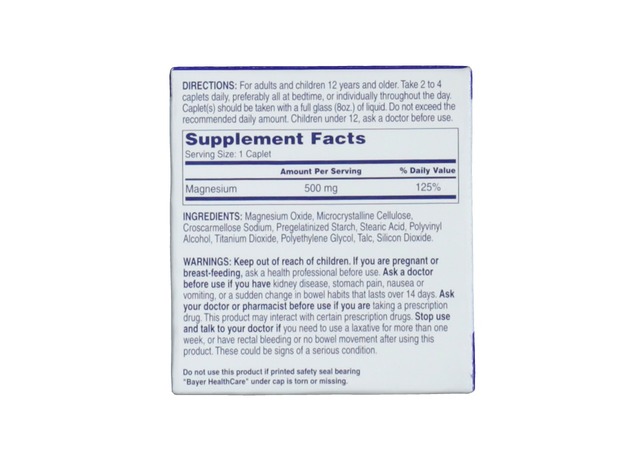 DIRECTIONS: For adults and children 12 years and older. Take 2 to 4
caplets daily, preferably all at bedtime, or individually throughout the day.
Caplet(s) should be taken with a full glass (8oz.) of liquid. Do not exceed the
recommended daily amount. Children under 12, ask a doctor before use.
Supplement Facts
Serving Size: 1 Caplet
Amount Per Serving % Daily Value
Magnesium 500 mg 125%
INGREDIENTS: Magnesium Oxide, Microcrystalline Cellulose,
Croscarmellose Sodium, Pregelatinized Starch, Stearic Acid, Polyvinyl
Alcohol, Titanium Dioxide, Polyethylene Glycol, Talc, Silicon Dioxide.
WARNINGS: Keep out of reach of children. If you are pregnant or
breast-feeding, ask a health professional before use. Ask a doctor
before use if you have kidney disease, stomach pain, nausea or
vomiting, or a sudden change in bowel habits that lasts over 14 days. Ask
your doctor or pharmacist before use if you are taking a prescription
drug. This product may interact with certain prescription drugs. Stop use
and talk to your doctor if you need to use a laxative for more than one
week, or have rectal bleeding or no bowel movement after using this
product. These could be signs of a serious condition.
Do not use this product if printed safety seal bearing
"Bayer HealthCare" under cap is torn or missing.